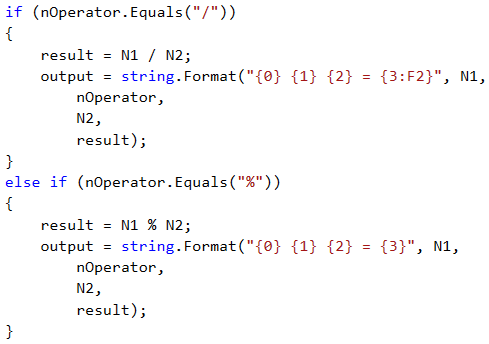 if (nOperator.Equals("/"))
{
    result = N1 / N2;
    output = string.Format("{0} {1} {2} = {3:F2}", N1,
        nOperator,
        N2,
        result);
}
else if (nOperator.Equals("%"))
{
    result = N1 % N2;
    output = string.Format("{0} {1} {2} = {3}", N1,
        nOperator,
        N2,
        result);
}